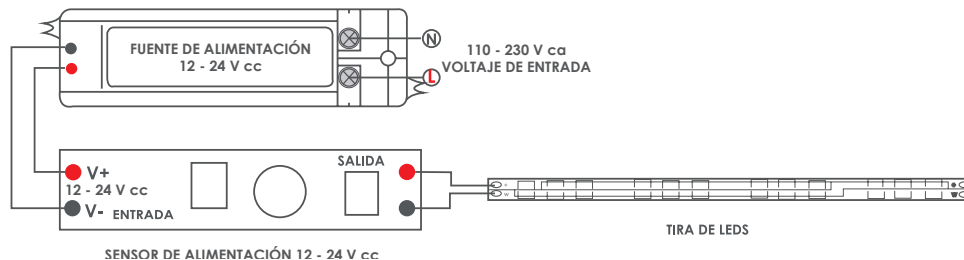 FUENTE DE ALIMENTACIÓN
12 - 24 V cc
N
L
110 - 230 V ca
VOLTAJE DE ENTRADA
V+
12 - 24 V cc
V- ENTRADA
SALIDA
TIRA DE LEDS
SENSOR DE ALIMENTACIÓN 12 - 24 V cc